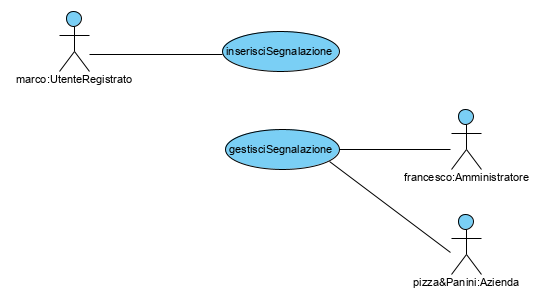 inserisciSegnalazione
marco:UtenteRegistrato
gestisciSegnalazione
francesco:Amministratore
pizza&Panini:Azienda